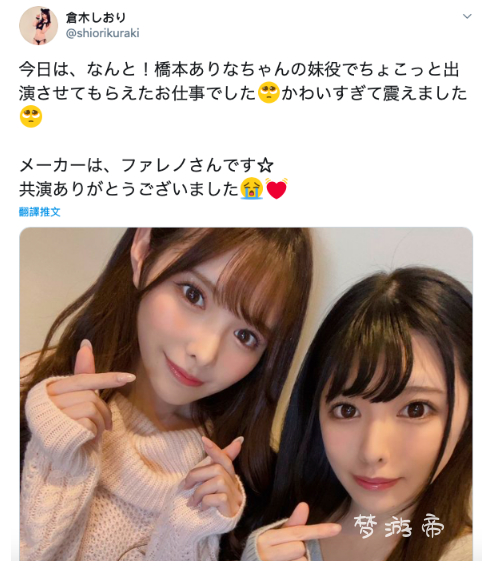 倉木しおり
@shiorikuraki
今日は、なんと！橋本ありなちゃんの妹役でちょこっと出
演させてもらえたお仕事でした🥺かわいすぎて震えました
🥺
メーカーは、ファレノさんです☆
共演ありがとうございました😭💓
翻譯推文
梦游帝